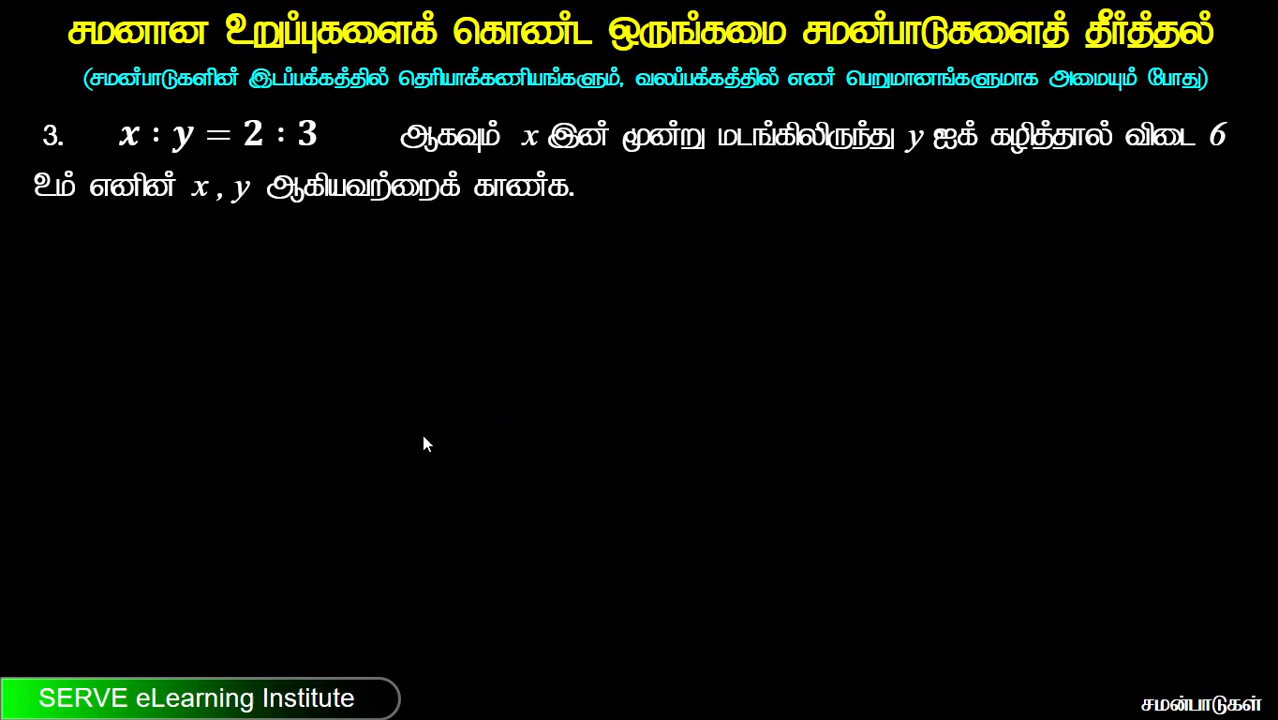 சமனான உறுப்புகளைக் கொண்ட ஒருங்கமை சமன்பாடுகளைத் தீர்த்தல்
(சமன்பாடுகளின் இடப்பக்கத்தில் தெரியாக்கணியங்களும், வலப்பக்கத்தில் எண் பெறுமானங்களுமாக அமையும் போது)
3. x : y = 2 : 3 ஆகவும் x இன் மூன்று மடங்கிலிருந்து y ஐக் கழித்தால் விடை 6
உம் எனின் x , y ஆகியவற்றைக் காண்க.
SERVE eLearning Institute
சமன்பாடுகள்